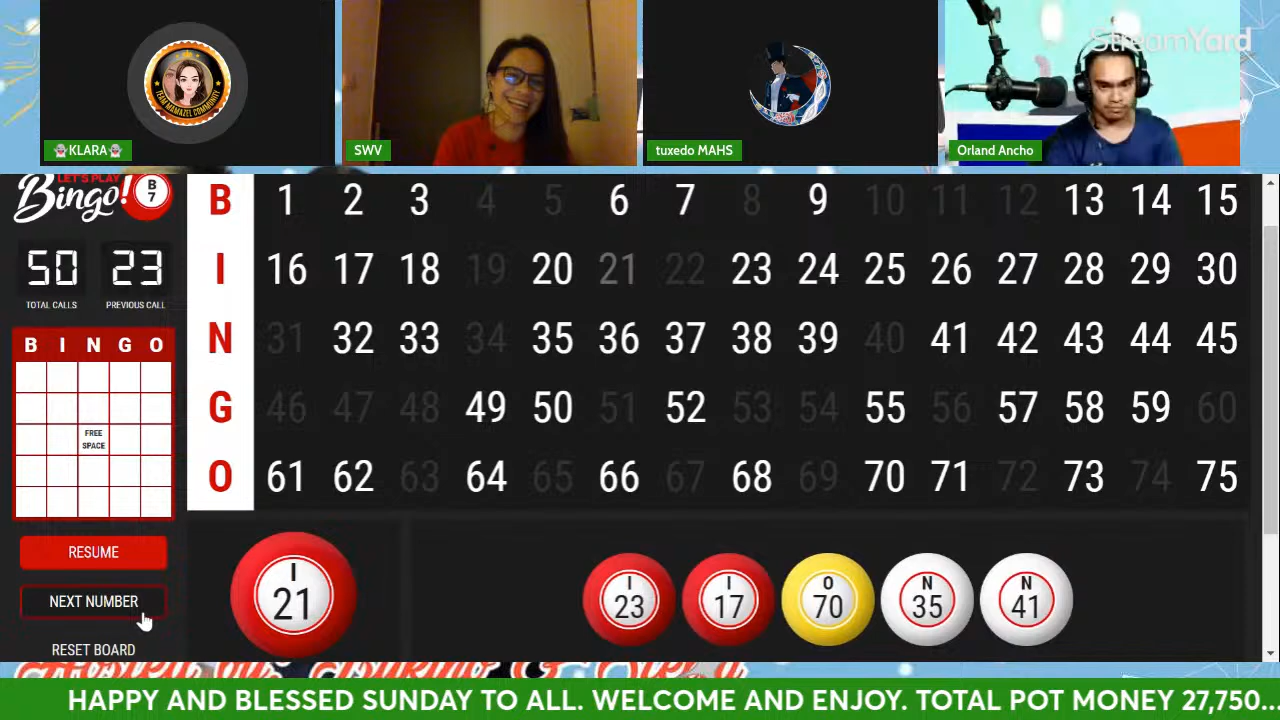 TEAM MAMAZEL COMMUNITY
👻KLARA👻
SWV
tuxedo MAHS
StreamYard
Orland Ancho
LET'S PLAY
Bingo!
B
7
50
23
TOTAL CALLS
PREVIOUS CALL
B I N G O
FREE
SPACE
RESUME
NEXT NUMBER
RESET BOARD
B 1 2 3 4 5 6 7 8 9 10 11 12 13 14 15
I 16 17 18 19 20 21 22 23 24 25 26 27 28 29 30
N 31 32 33 34 35 36 37 38 39 40 41 42 43 44 45
G 46 47 48 49 50 51 52 53 54 55 56 57 58 59 60
O 61 62 63 64 65 66 67 68 69 70 71 72 73 74 75
I
21
I
23
I
17
O
70
N
35
N
41
HAPPY AND BLESSED SUNDAY TO ALL. WELCOME AND ENJOY. TOTAL POT MONEY 27,750...